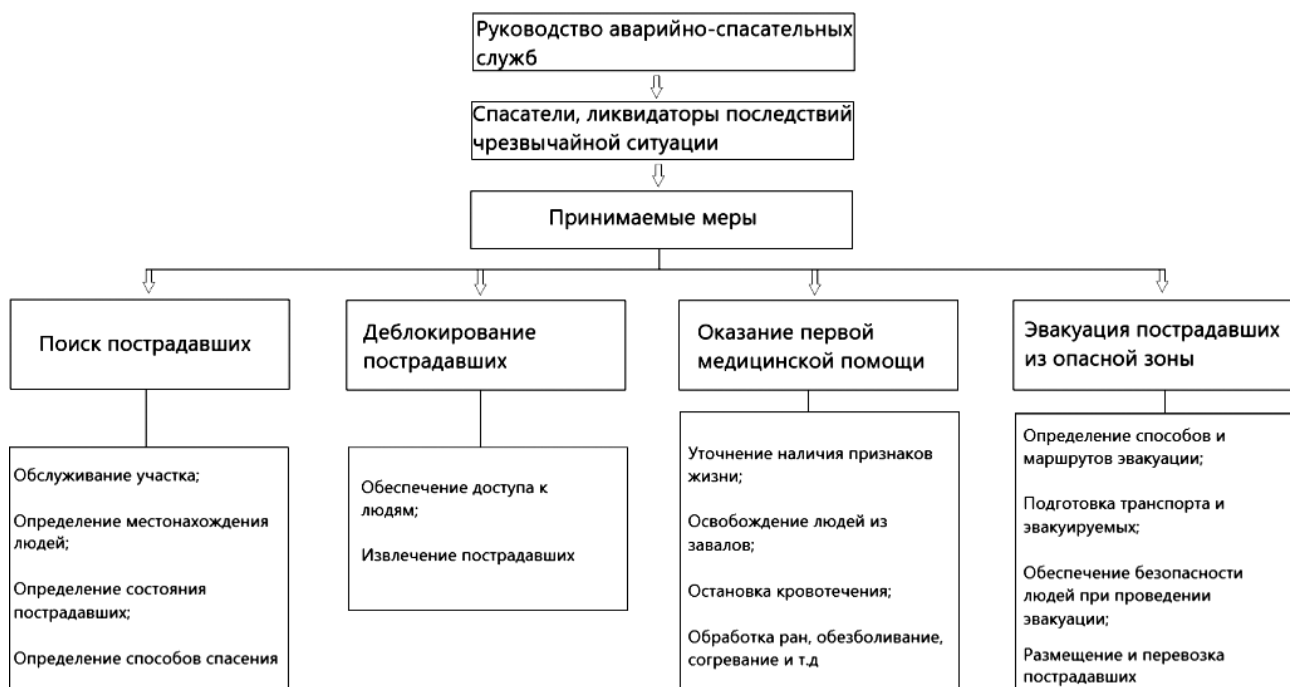 Руководство аварийно-спасательных
служб
Спасатели, ликвидаторы последствий
чрезвычайной ситуации
Принимаемые меры
Поиск пострадавших
Обслуживание участка;
Определение местонахождения
людей;
Определение состояния
пострадавших;
Определение способов спасения
Деблокирование
пострадавших
Обеспечение доступа к
людям;
Извлечение пострадавших
Оказание первой
медицинской помощи
Уточнение наличия признаков
жизни;
Освобождение людей из
завалов;
Остановка кровотечения;
Обработка ран, обезболивание,
согревание и т.д
Эвакуация пострадавших
из опасной зоны
Определение способов и
маршрутов эвакуации;
Подготовка транспорта и
эвакуируемых;
Обеспечение безопасности
людей при проведении
эвакуации;
Размещение и перевозка
пострадавших